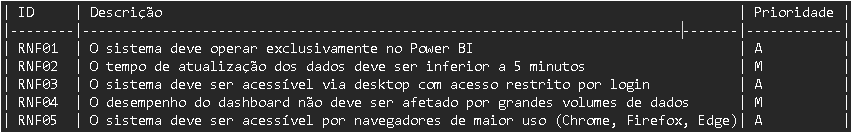 | ID | Descrição | Prioridade |
|-------|------------------------------------------------------------------|------|------------|
| RNF01 | O sistema deve operar exclusivamente no Power BI | A |
| RNF02 | O tempo de atualização dos dados deve ser inferior a 5 minutos | M |
| RNF03 | O sistema deve ser acessível via desktop com acesso restrito por login | A |
| RNF04 | O desempenho do dashboard não deve ser afetado por grandes volumes de dados | M |
| RNF05 | O sistema deve ser acessível por navegadores de maior uso (Chrome, Firefox, Edge)| A |